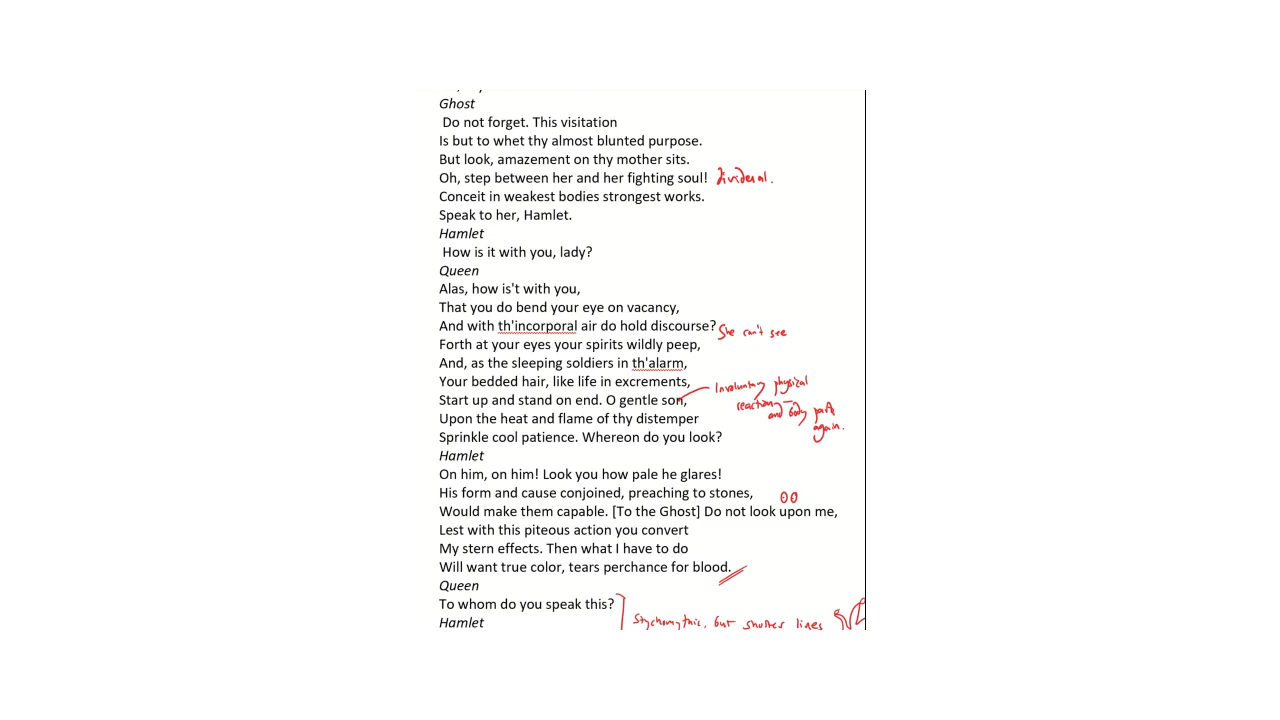 Ghost
Do not forget. This visitation
Is but to whet thy almost blunted purpose.
But look, amazement on thy mother sits.
Oh, step between her and her fighting soul!
Conceit in weakest bodies strongest works.
Speak to her, Hamlet.
Hamlet
How is it with you, lady?
Queen
Alas, how is't with you,
That you do bend your eye on vacancy,
And with th'incorporal air do hold discourse? She can't see
Forth at your eyes your spirits wildly peep,
And, as the sleeping soldiers in th'alarm,
Your bedded hair, like life in excrements,
Involuntary physical
Start up and stand on end. O gentle son,
reaction – and body parts
again.
Upon the heat and flame of thy distemper
Sprinkle cool patience. Whereon do you look?
Hamlet
On him, on him! Look you how pale he glares!
His form and cause conjoined, preaching to stones,
Would make them capable. [To the Ghost] Do not look upon me,
Lest with this piteous action you convert
My stern effects. Then what I have to do
Will want true color, tears perchance for blood.
Queen
To whom do you speak this?
Hamlet
Stychomythic, but shorter lines